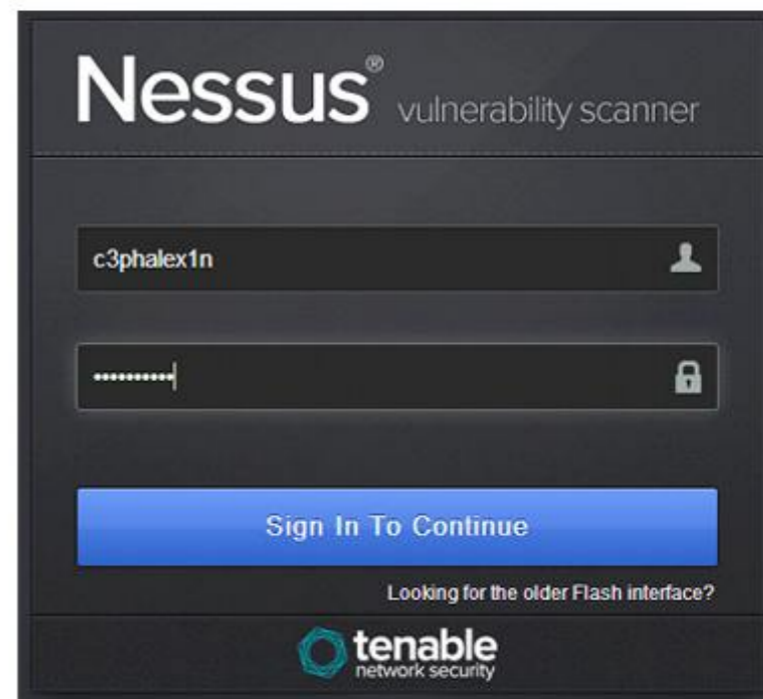 Nessus® vulnerability scanner
c3phalex1n
••••••••••
Sign In To Continue
Looking for the older Flash interface?
tenable
network security